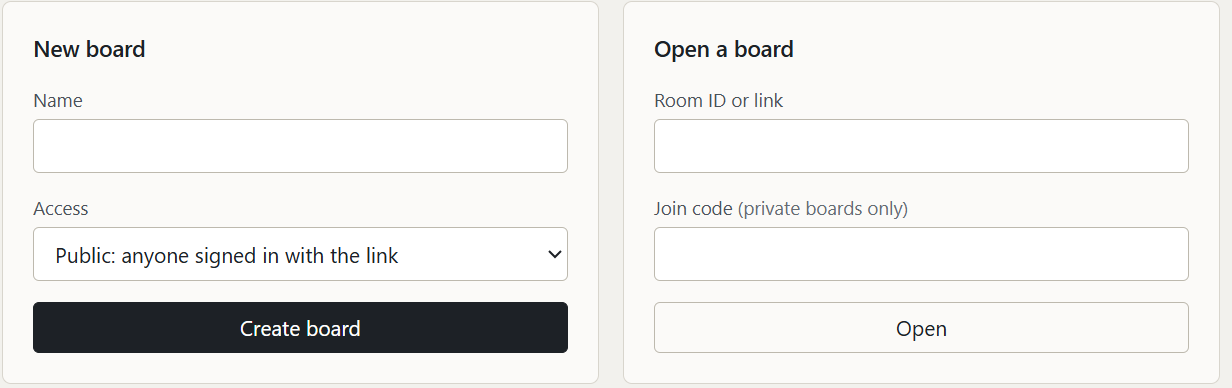 New board
Name
Access
Public: anyone signed in with the link
Create board
Open a board
Room ID or link
Join code (private boards only)
Open